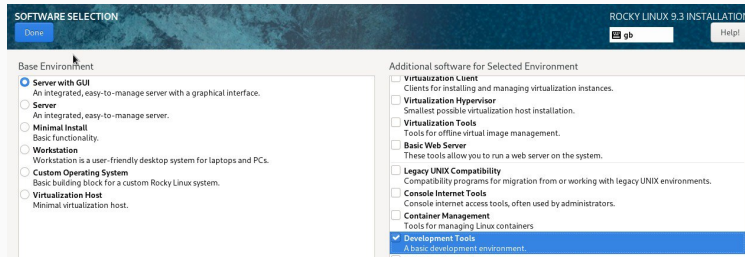 SOFTWARE SELECTION
Done
ROCKY LINUX 9.3 INSTALLATION
gb
Help!
Base Environment
Server with GUI
An integrated, easy-to-manage server with a graphical interface.
Server
An integrated, easy-to-manage server.
Minimal Install
Basic functionality.
Workstation
Workstation is a user-friendly desktop system for laptops and PCs.
Custom Operating System
Basic building block for a custom Rocky Linux system.
Virtualization Host
Minimal virtualization host.
Additional software for Selected Environment
Virtualization Client
Clients for installing and managing virtualization instances.
Virtualization Hypervisor
Smallest possible virtualization host installation.
Virtualization Tools
Tools for offline virtual image management.
Basic Web Server
These tools allow you to run a web server on the system.
Legacy UNIX Compatibility
Compatibility programs for migration from or working with legacy UNIX environments.
Console Internet Tools
Console internet access tools, often used by administrators.
Container Management
Tools for managing Linux containers
Development Tools
A basic development environment.